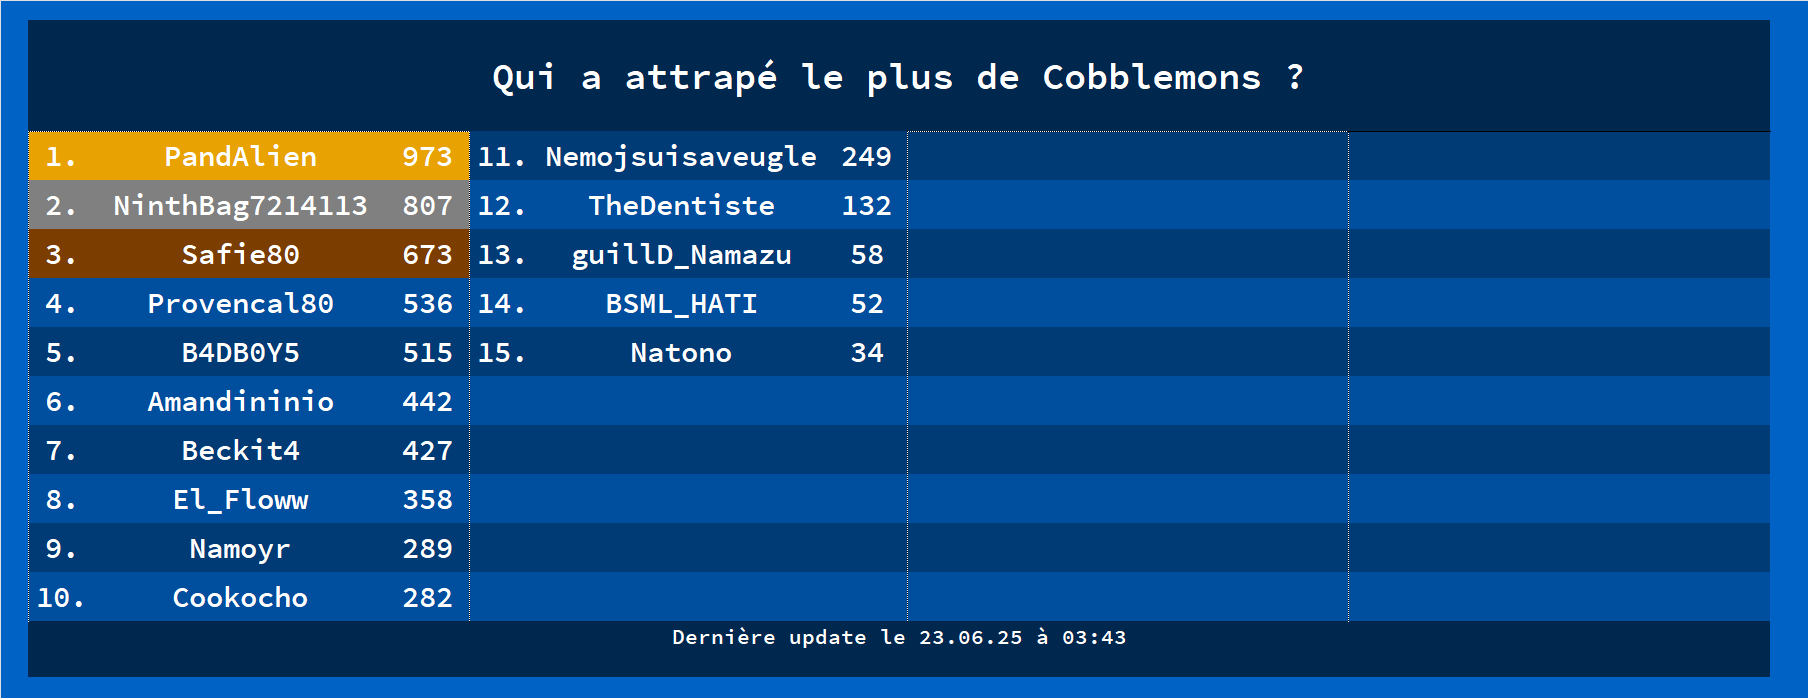 Qui a attrapé le plus de Cobblemons ?
1. PandAlien 973
2. NinthBag7214113 807
3. Safie80 673
4. Provencal80 536
5. B4DB0Y5 515
6. Amandininio 442
7. Beckit4 427
8. El_Floww 358
9. Namoyr 289
10. Cookocho 282
11. Nemojsuisaveugle 249
12. TheDentiste 132
13. guillD_Namazu 58
14. BSML_HATI 52
15. Natono 34
Dernière update le 23.06.25 à 03:43